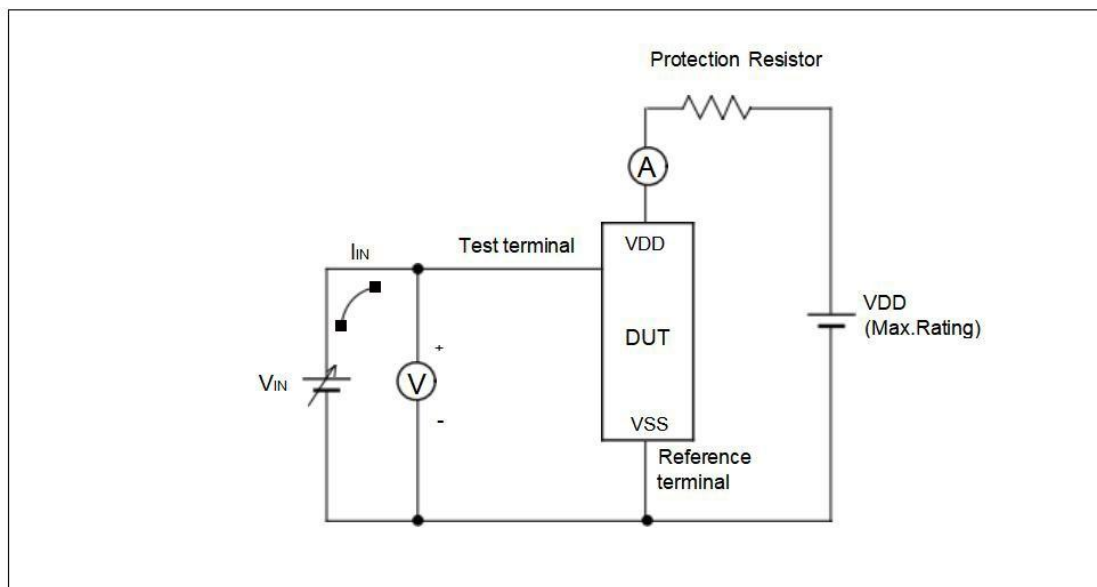 Protection Resistor
A
IIN
Test terminal
VDD
VDD
(Max.Rating)
DUT
+
VIN
V
-
VSS
Reference
terminal